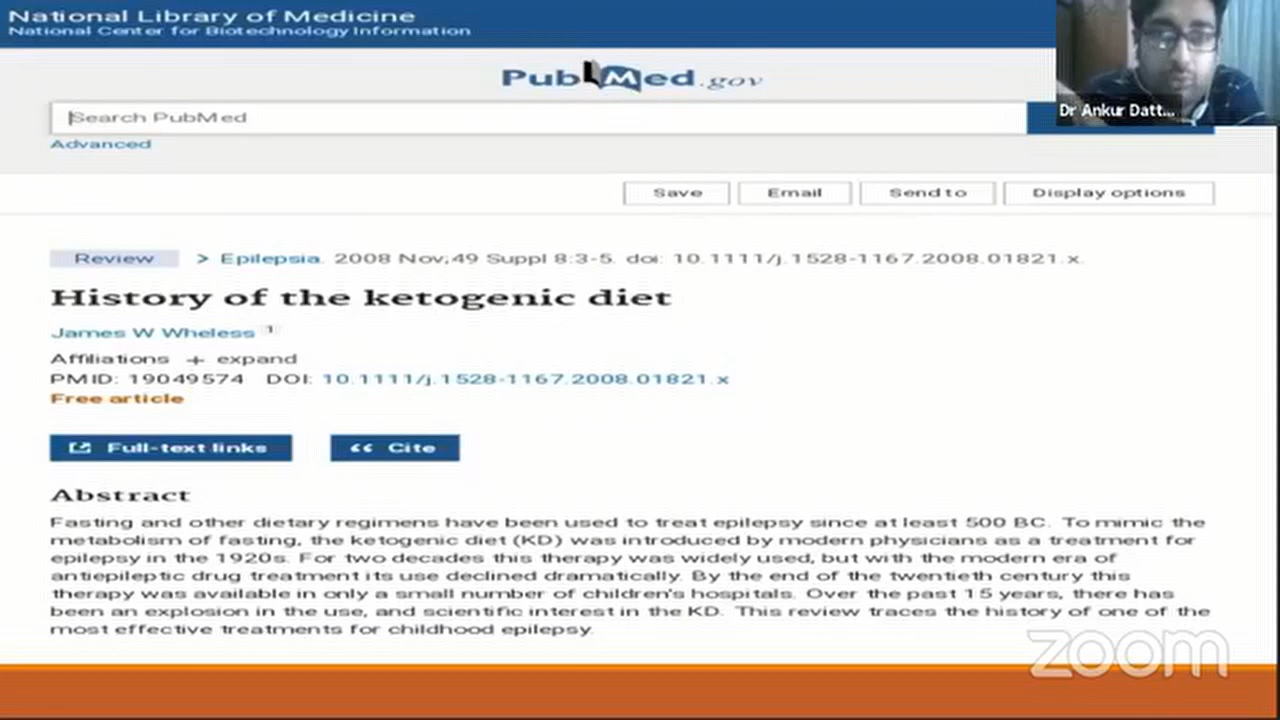 National Library of Medicine
National Center for Biotechnology Information
PubMed.gov
Dr Ankur Datt...
Search PubMed
Advanced
Save Email Send to Display options
Review > Epilepsia. 2008 Nov;49 Suppl 8:3-5. doi: 10.1111/j.1528-1167.2008.01821.x.
History of the ketogenic diet
James W Wheless 1
Affiliations + expand
PMID: 19049574 DOI: 10.1111/j.1528-1167.2008.01821.x
Free article
Full-text links Cite
Abstract
Fasting and other dietary regimens have been used to treat epilepsy since at least 500 BC. To mimic the
metabolism of fasting, the ketogenic diet (KD) was introduced by modern physicians as a treatment for
epilepsy in the 1920s. For two decades this therapy was widely used, but with the modern era of
antiepileptic drug treatment its use declined dramatically. By the end of the twentieth century this
therapy was available in only a small number of children's hospitals. Over the past 15 years, there has
been an explosion in the use, and scientific interest in the KD. This review traces the history of one of the
most effective treatments for childhood epilepsy.
zoom